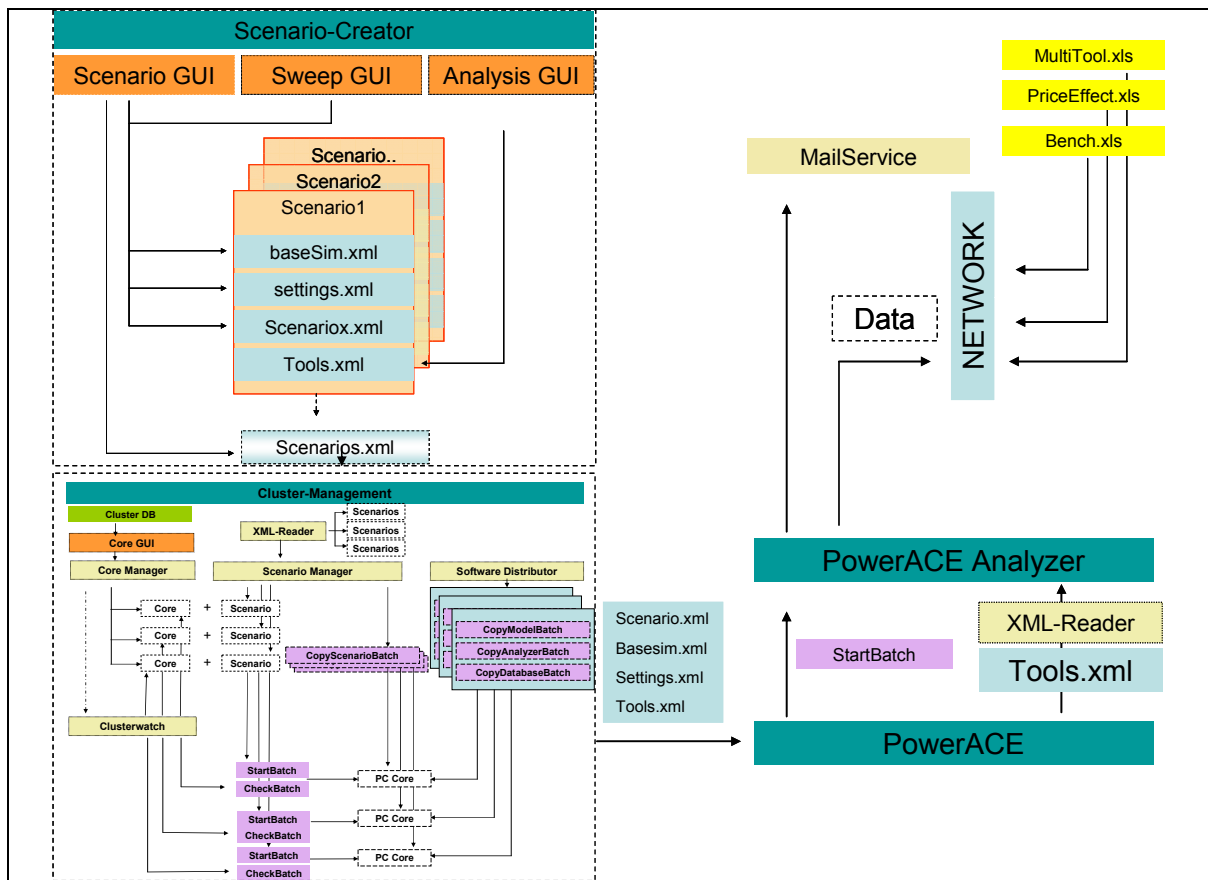 Scenario-Creator
Scenario GUI
Sweep GUI
Analysis GUI
Scenario..
Scenario2
Scenario1
baseSim.xml
settings.xml
Scenariox.xml
Tools.xml
Scenarios.xml
Cluster-Management
Cluster DB
Core GUI
Core Manager
XML-Reader
Scenarios
Scenarios
Scenarios
Scenario Manager
Software Distributor
Core + Scenario
Core + Scenario
Core + Scenario
CopyScenarioBatch
CopyModelBatch
CopyAnalyzerBatch
CopyDatabaseBatch
Clusterwatch
StartBatch
CheckBatch
PC Core
StartBatch
CheckBatch
PC Core
StartBatch
CheckBatch
PC Core
Scenario.xml
Basesim.xml
Settings.xml
Tools.xml
MultiTool.xls
PriceEffect.xls
Bench.xls
MailService
NETWORK
Data
PowerACE Analyzer
XML-Reader
StartBatch
Tools.xml
PowerACE